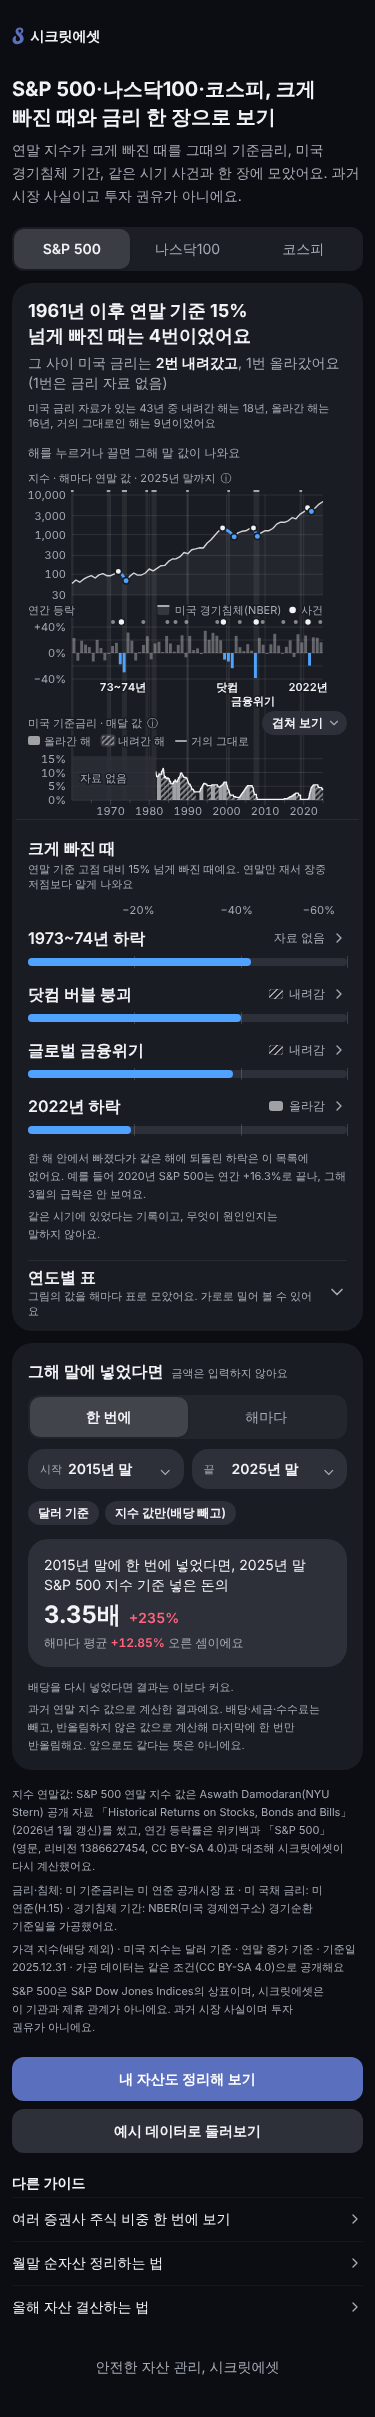 시크릿에셋
S&P 500·나스닥100·코스피, 크게
빠진 때와 금리 한 장으로 보기
연말 지수가 크게 빠진 때를 그때의 기준금리, 미국
경기침체 기간, 같은 시기 사건과 한 장에 모았어요. 과거
시장 사실이고 투자 권유가 아니에요.
S&P 500 나스닥100 코스피
1961년 이후 연말 기준 15%
넘게 빠진 때는 4번이었어요
그 사이 미국 금리는 2번 내려갔고, 1번 올라갔어요
(1번은 금리 자료 없음)
미국 금리 자료가 있는 43년 중 내려간 해는 18년, 올라간 해는
16년, 거의 그대로인 해는 9년이었어요
해를 누르거나 끌면 그해 말 값이 나와요
지수 · 해마다 연말 값 · 2025년 말까지 ⓘ
10,000
3,000
1,000
300
100
30
연간 등락 미국 경기침체(NBER) 사건
+40%
0%
−40%
73~74년 닷컴 2022년
금융위기
미국 기준금리 · 매달 값 ⓘ 겹쳐 보기
올라간 해 내려간 해 거의 그대로
15%
10%
5%
0%
자료 없음
1970 1980 1990 2000 2010 2020
크게 빠진 때
연말 기준 고점 대비 15% 넘게 빠진 때예요. 연말만 재서 장중
저점보다 얕게 나와요
−20% −40% −60%
1973~74년 하락 자료 없음
닷컴 버블 붕괴 내려감
글로벌 금융위기 내려감
2022년 하락 올라감
한 해 안에서 빠졌다가 같은 해에 되돌린 하락은 이 목록에
없어요. 예를 들어 2020년 S&P 500는 연간 +16.3%로 끝나, 그해
3월의 급락은 안 보여요.
같은 시기에 있었다는 기록이고, 무엇이 원인인지는
말하지 않아요.
연도별 표
그림의 값을 해마다 표로 모았어요. 가로로 밀어 볼 수 있어
요
그해 말에 넣었다면 금액은 입력하지 않아요
한 번에 해마다
시작 2015년 말 끝 2025년 말
달러 기준 지수 값만(배당 빼고)
2015년 말에 한 번에 넣었다면, 2025년 말
S&P 500 지수 기준 넣은 돈의
3.35배 +235%
해마다 평균 +12.85% 오른 셈이에요
배당을 다시 넣었다면 결과는 이보다 커요.
과거 연말 지수 값으로 계산한 결과예요. 배당·세금·수수료는
빼고, 반올림하지 않은 값으로 계산해 마지막에 한 번만
반올림해요. 앞으로도 같다는 뜻은 아니에요.
지수 연말값: S&P 500 연말 지수 값은 Aswath Damodaran(NYU
Stern) 공개 자료 「Historical Returns on Stocks, Bonds and Bills」
(2026년 1월 갱신)를 썼고, 연간 등락률은 위키백과 「S&P 500」
(영문, 리비전 1386627454, CC BY-SA 4.0)과 대조해 시크릿에셋이
다시 계산했어요.
금리·침체: 미 기준금리는 미 연준 공개시장 표 · 미 국채 금리: 미
연준(H.15) · 경기침체 기간: NBER(미국 경제연구소) 경기순환
기준일을 가공했어요.
가격 지수(배당 제외) · 미국 지수는 달러 기준 · 연말 종가 기준 · 기준일
2025.12.31 · 가공 데이터는 같은 조건(CC BY-SA 4.0)으로 공개해요
S&P 500은 S&P Dow Jones Indices의 상표이며, 시크릿에셋은
이 기관과 제휴 관계가 아니에요. 과거 시장 사실이며 투자
권유가 아니에요.
내 자산도 정리해 보기
예시 데이터로 둘러보기
다른 가이드
여러 증권사 주식 비중 한 번에 보기
월말 순자산 정리하는 법
올해 자산 결산하는 법
안전한 자산 관리, 시크릿에셋